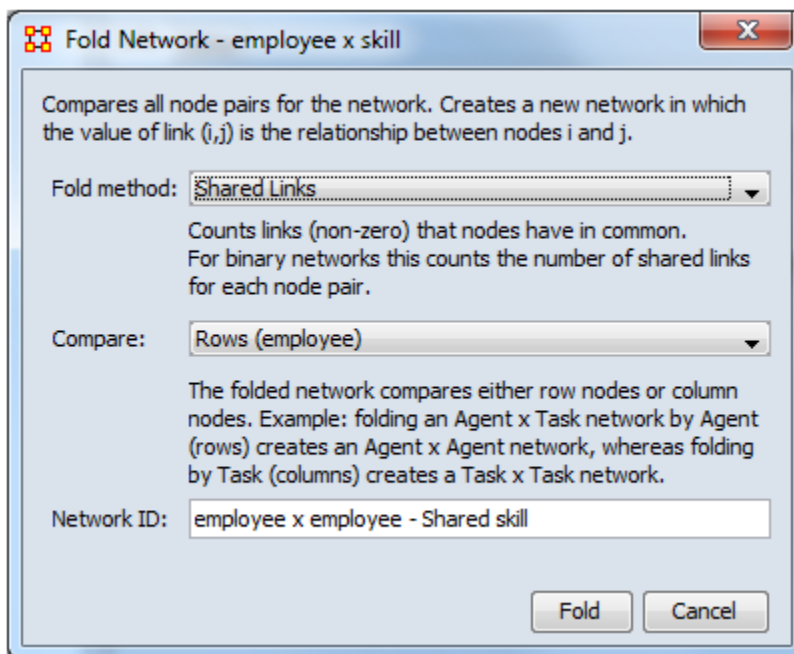 Fold Network - employee x skill
Compares all node pairs for the network. Creates a new network in which
the value of link (i,j) is the relationship between nodes i and j.
Fold method: Shared Links
Counts links (non-zero) that nodes have in common.
For binary networks this counts the number of shared links
for each node pair.
Compare: Rows (employee)
The folded network compares either row nodes or column
nodes. Example: folding an Agent x Task network by Agent
(rows) creates an Agent x Agent network, whereas folding
by Task (columns) creates a Task x Task network.
Network ID: employee x employee - Shared skill
Fold Cancel